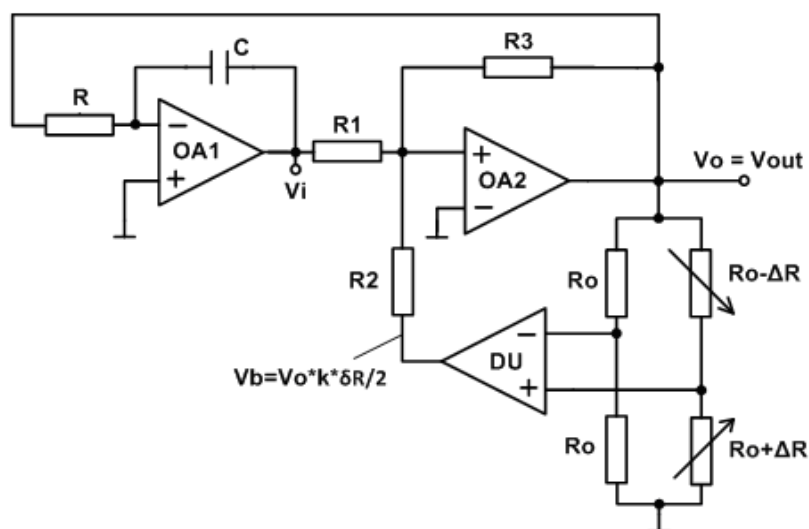 C
R3
R
R1
−
OA1
+
Vi
+
OA2
−
Vo = Vout
R2
Ro
Ro-ΔR
−
DU
+
Vb=Vo*k*δR/2
Ro
Ro+ΔR